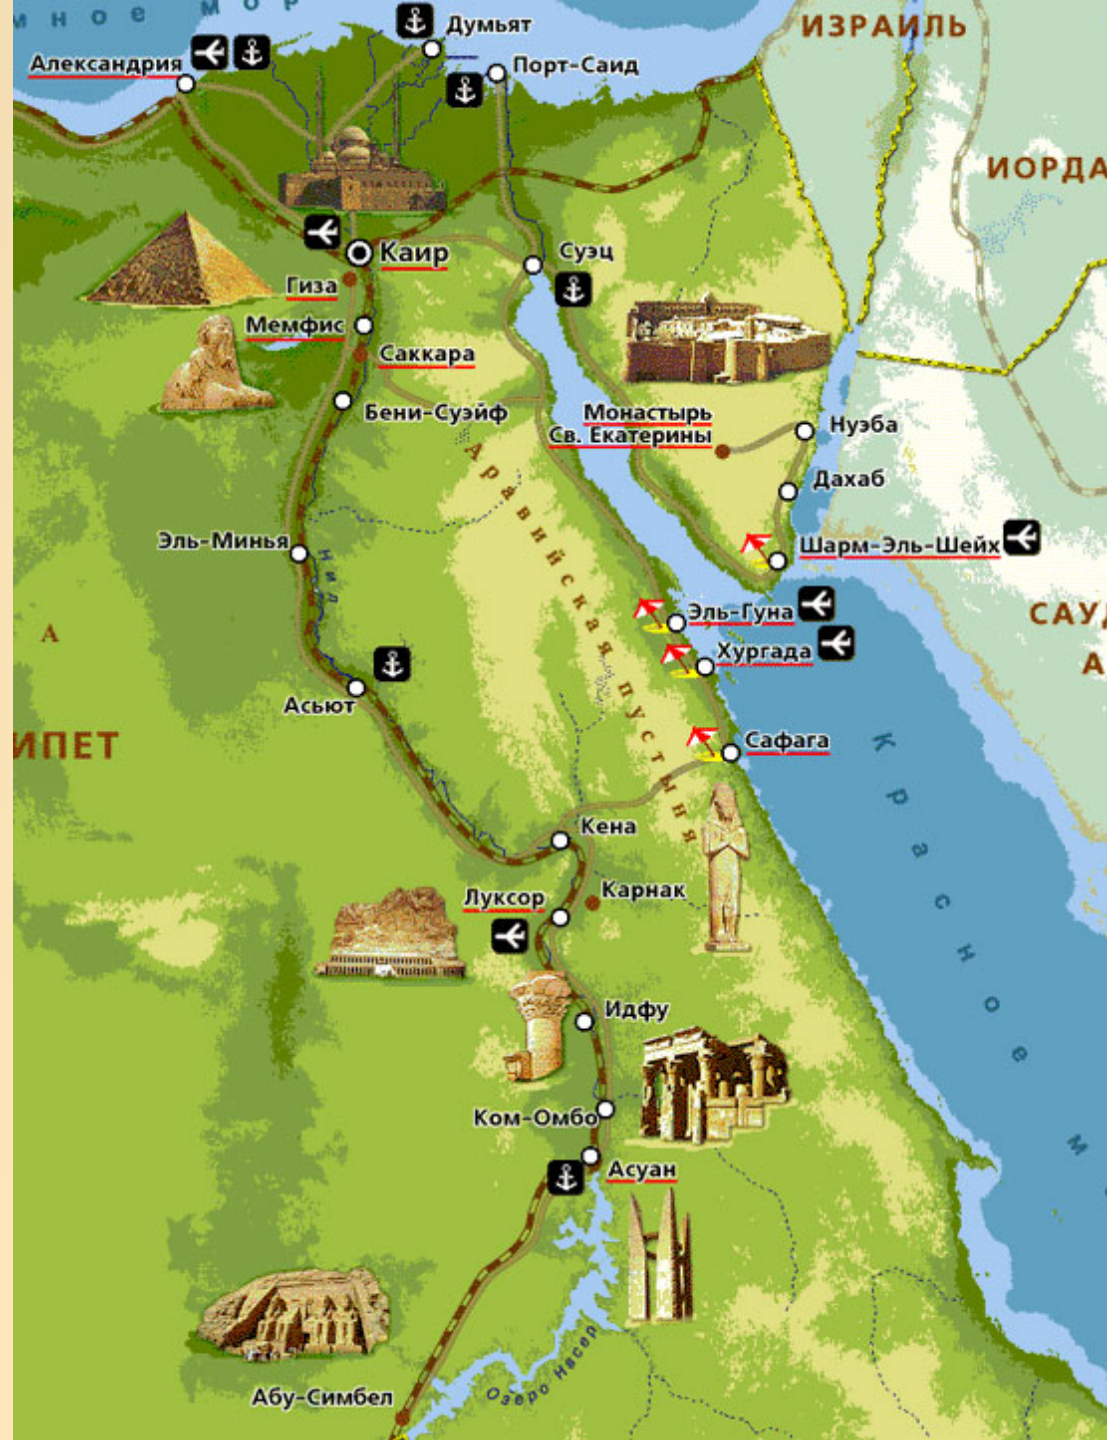 мное мор
Думьят
ИЗРАИЛЬ
Александрия
Порт-Саид
ИОРДА
Каир
Суэц
Гиза
Мемфис
Саккара
Бени-Суэйф
Монастырь
Св. Екатерины
Нуэба
Дахаб
Аравийская пустыня
Эль-Минья
Нил
Шарм-Эль-Шейх
Эль-Гуна
САУД
А
А
Хургада
Асьют
ИПЕТ
Сафага
Красное м
Кена
Карнак
Луксор
Идфу
Ком-Омбо
Асуан
Озеро Насер
Абу-Симбел